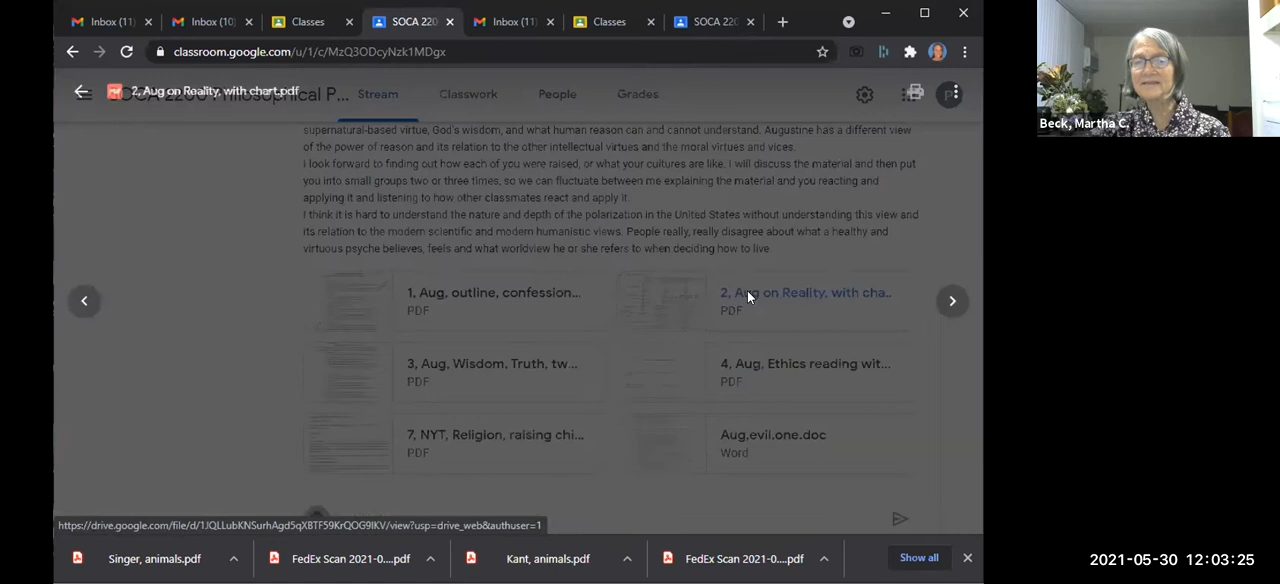 Inbox (11)
Inbox (10)
Classes
SOCA 220
Inbox (11)
Classes
SOCA 220
classroom.google.com/u/1/c/MzQ3ODcyNzk1MDgx
2, Aug on Reality, with chart.pdf
Stream
Classwork
People
Grades
supernatural-based virtue, God's wisdom, and what human reason can and cannot understand. Augustine has a different view
of the power of reason and its relation to the other intellectual virtues and the moral virtues and vices.
I look forward to finding out how each of you were raised, or what your cultures are like. I will discuss the material and then put
you into small groups two or three times, so we can fluctuate between me explaining the material and you reacting and
applying it and listening to how other classmates react and apply it.
I think it is hard to understand the nature and depth of the polarization in the United States without understanding this view and
its relation to the modern scientific and modern humanistic views. People really, really disagree about what a healthy and
virtuous psyche believes, feels and what worldview he or she refers to when deciding how to live
1, Aug, outline, confession...
PDF
2, Aug on Reality, with cha..
PDF
3, Aug, Wisdom, Truth, tw...
PDF
4, Aug, Ethics reading wit...
PDF
7, NYT, Religion, raising chi...
PDF
Aug,evil,one.doc
Word
https://drive.google.com/file/d/1JQLLubKNSurhAgd5qXBTF59KrQOG9IKV/view?usp=drive_web&authuser=1
Singer, animals.pdf
FedEx Scan 2021-0....pdf
Kant, animals.pdf
FedEx Scan 2021-0....pdf
Show all
Beck, Martha C.
2021-05-30 12:03:25